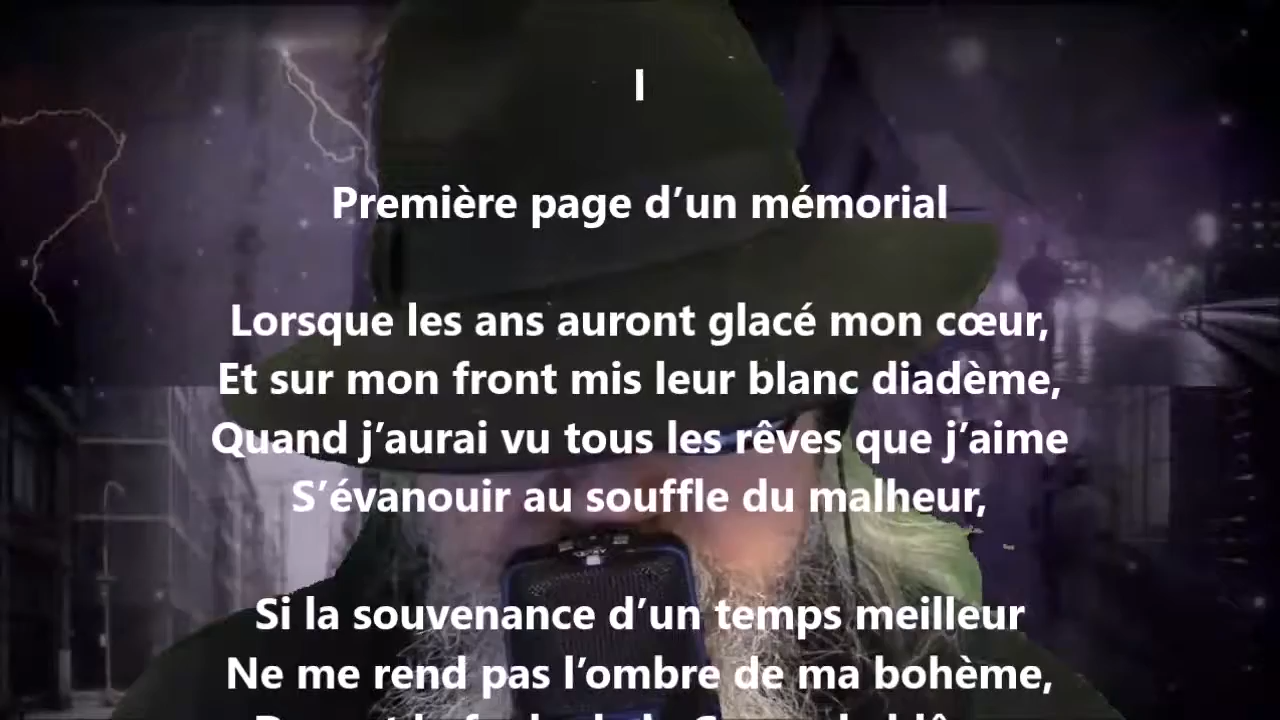 I
Première page d’un mémorial
Lorsque les ans auront glacé mon cœur,
Et sur mon front mis leur blanc diadème,
Quand j’aurai vu tous les rêves que j’aime
S’évanouir au souffle du malheur,
Si la souvenance d’un temps meilleur
Ne me rend pas l’ombre de ma bohème,